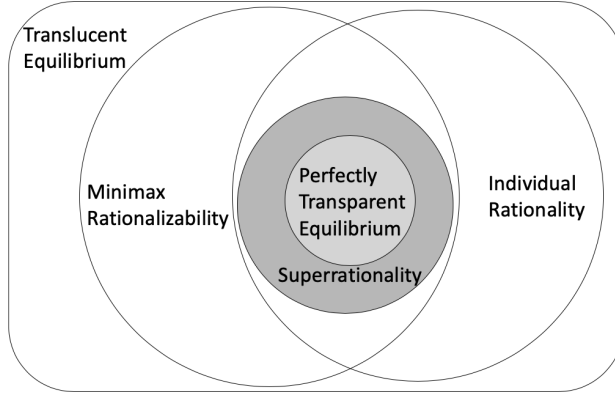 Translucent
Equilibrium
Minimax
Rationalizability
Perfectly
Transparent
Equilibrium
Superrationality
Individual
Rationality